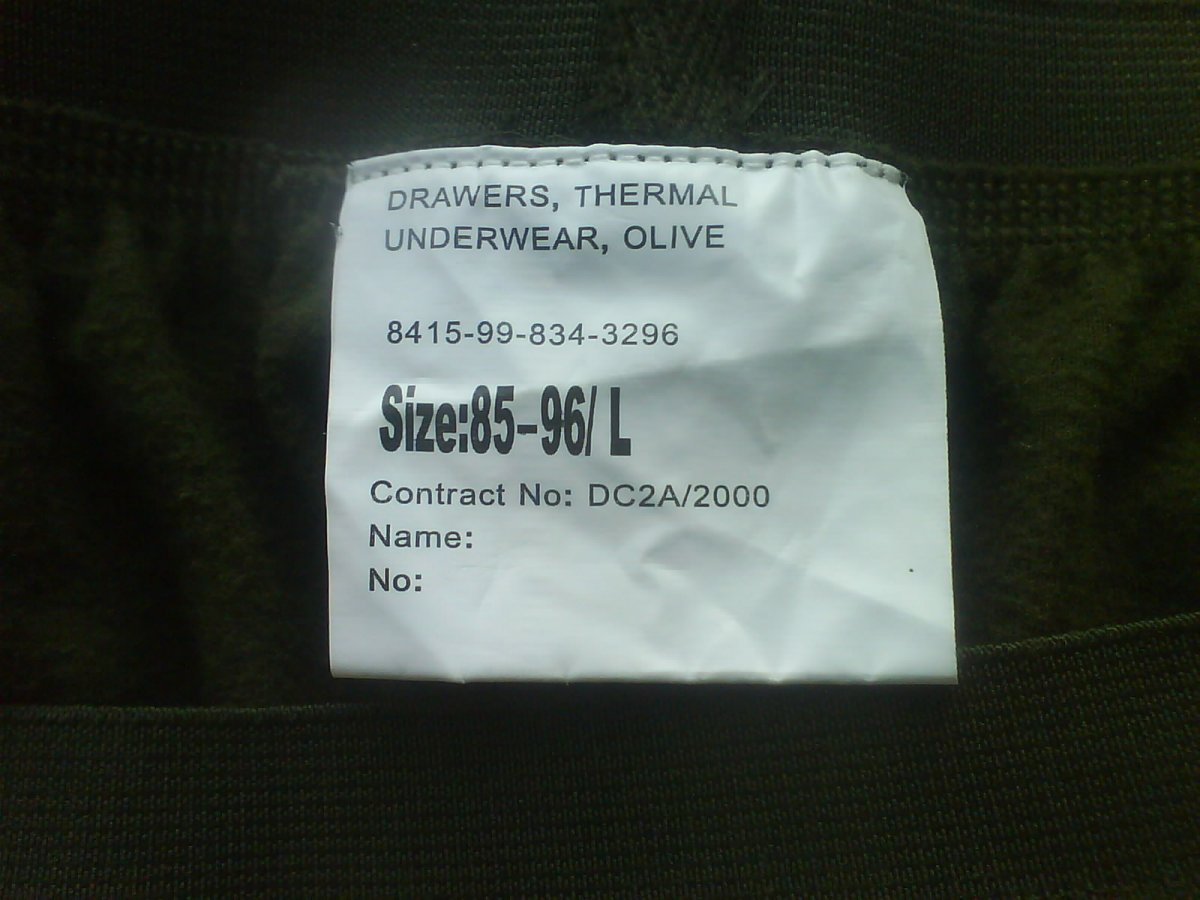 DRAWERS, THERMAL
UNDERWEAR, OLIVE
8415-99-834-3296
Size:85-96/ L
Contract No: DC2A/2000
Name:
No: